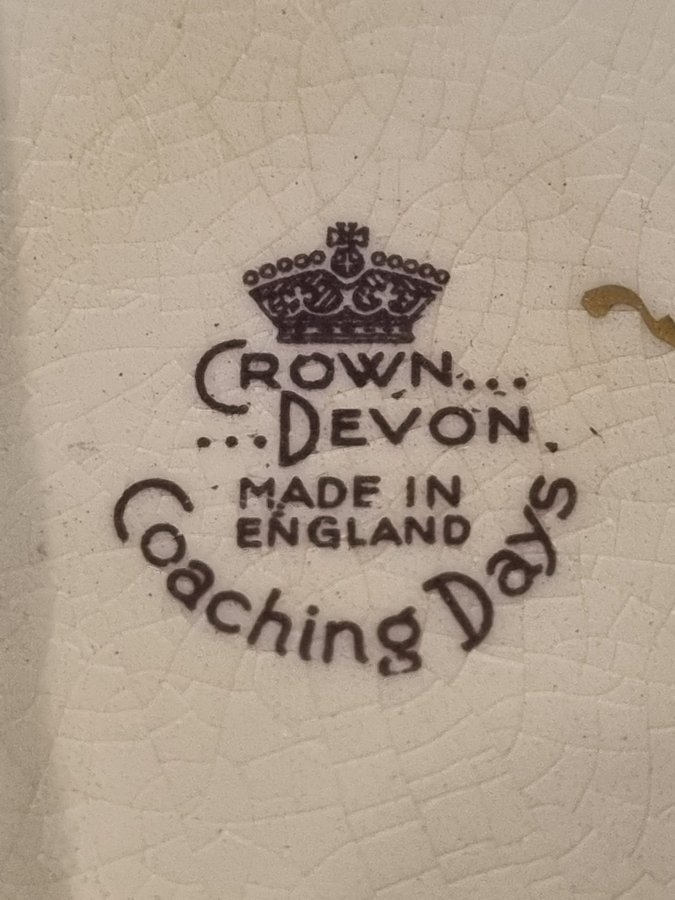 CROWN...
...DEVON.
MADE IN
ENGLAND
Coaching Days